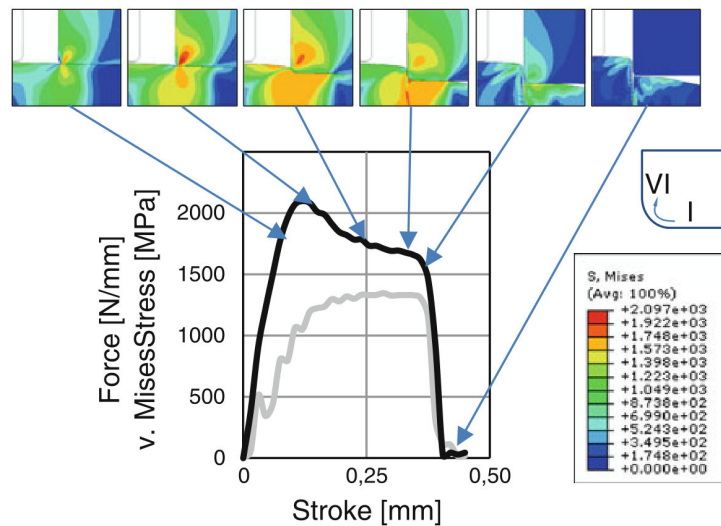 2000
1500
1000
500
0
Force [N/mm]
v. MisesStress [MPa]
0
0,25
0,50
Stroke [mm]
VI
I
S, Mises
(Avg: 100%)
+2.097e+03
+1.922e+03
+1.748e+03
+1.573e+03
+1.398e+03
+1.223e+03
+1.049e+03
+8.738e+02
+6.990e+02
+5.243e+02
+3.495e+02
+1.748e+02
+0.000e+00